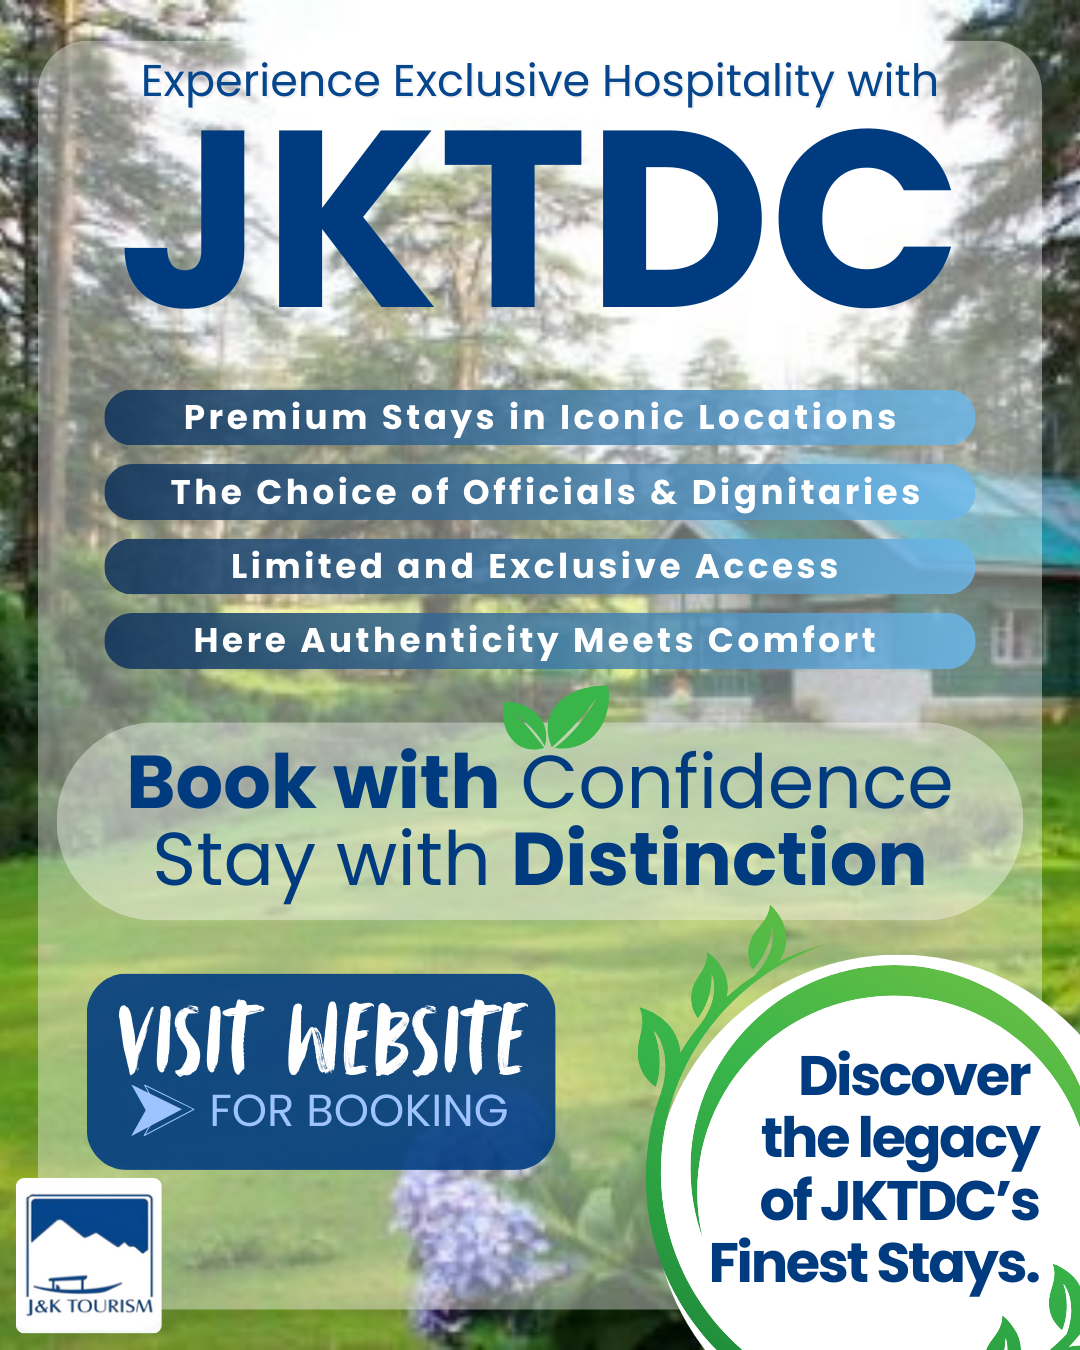 Experience Exclusive Hospitality with
JKTDC
Premium Stays in Iconic Locations
The Choice of Officials & Dignitaries
Limited and Exclusive Access
Here Authenticity Meets Comfort
Book with Confidence
Stay with Distinction
VISIT WEBSITE
FOR BOOKING
Discover
the legacy
of JKTDC’s
Finest Stays.
J&K TOURISM